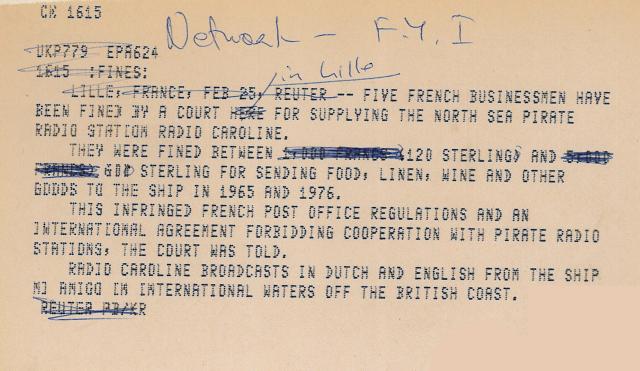 CN 1615
Network - F.Y.I
UKP779 EPA624
1615 :FINES:
in Lille
LILLE, FRANCE, FEB 25, REUTER -- FIVE FRENCH BUSINESSMEN HAVE
BEEN FINED BY A COURT HERE FOR SUPPLYING THE NORTH SEA PIRATE
RADIO STATION RADIO CAROLINE.
THEY WERE FINED BETWEEN 1,000 FRANCS (120 STERLING) AND 5,000
FRANCS) 600 STERLING FOR SENDING FOOD, LINEN, WINE AND OTHER
GOODS TO THE SHIP IN 1965 AND 1976.
THIS INFRINGED FRENCH POST OFFICE REGULATIONS AND AN
INTERNATIONAL AGREEMENT FORBIDDING COOPERATION WITH PIRATE RADIO
STATIONS, THE COURT WAS TOLD.
RADIO CAROLINE BROADCASTS IN DUTCH AND ENGLISH FROM THE SHIP
MI AMIGO IN INTERNATIONAL WATERS OFF THE BRITISH COAST.
REUTER PB/KR